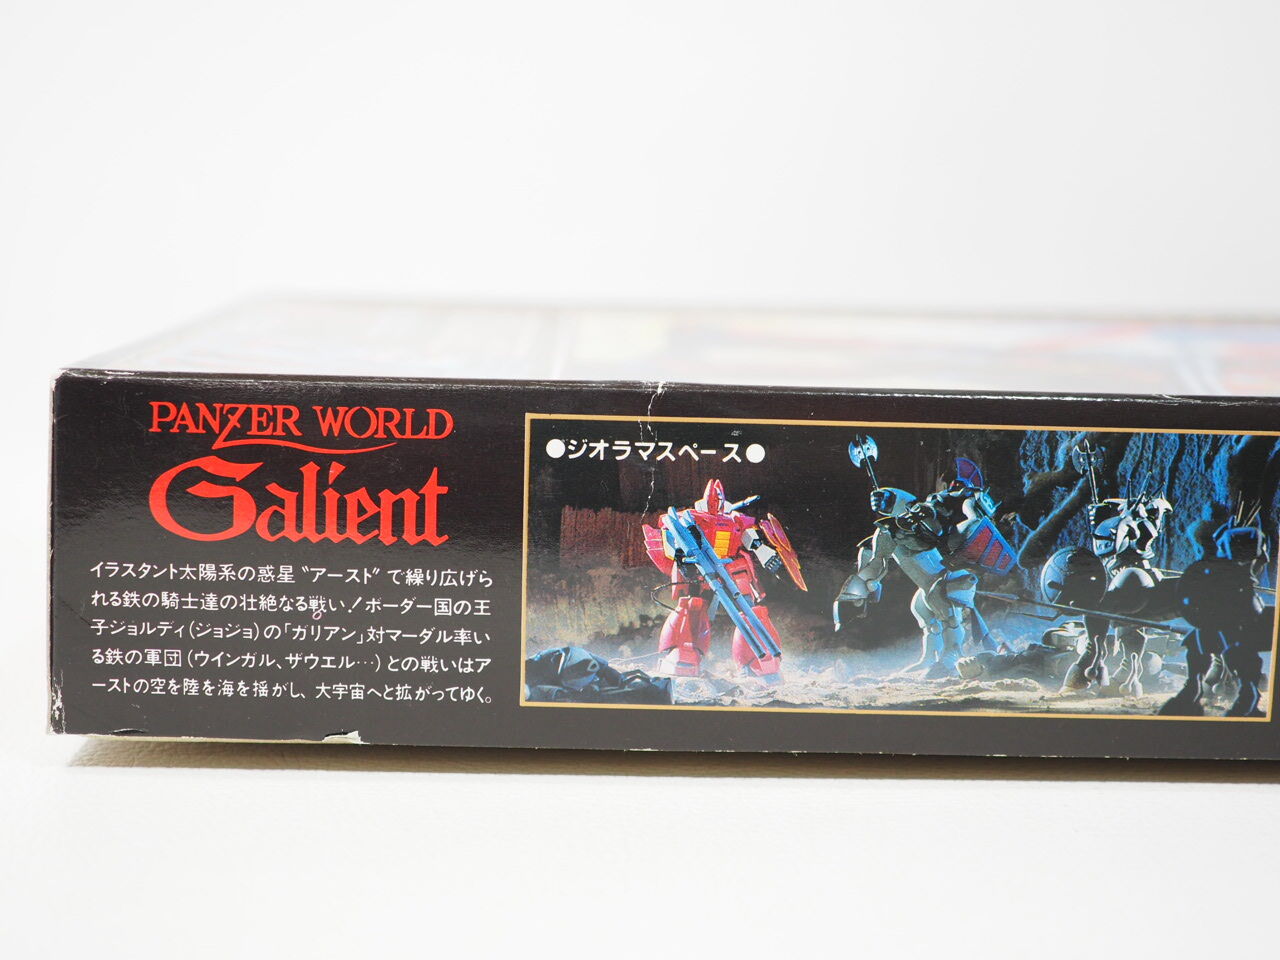 PANZER WORLD
Galient
イラスタント太陽系の惑星〝アースト〟で繰り広げら
れる鉄の騎士達の壮絶なる戦い！ボーダー国の王
子ジョルディ(ジョジョ)の「ガリアン」対マーダル率い
る鉄の軍団(ウインガル、ザウエル…)との戦いはア
ーストの空を陸を海を揺がし、大宇宙へと拡がってゆく。
●ジオラマスペース●